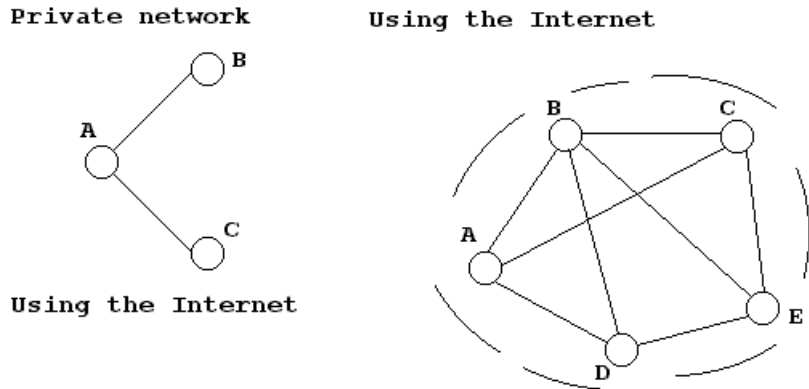 Private network
B
A
C
Using the Internet
Using the Internet
B
C
A
E
D